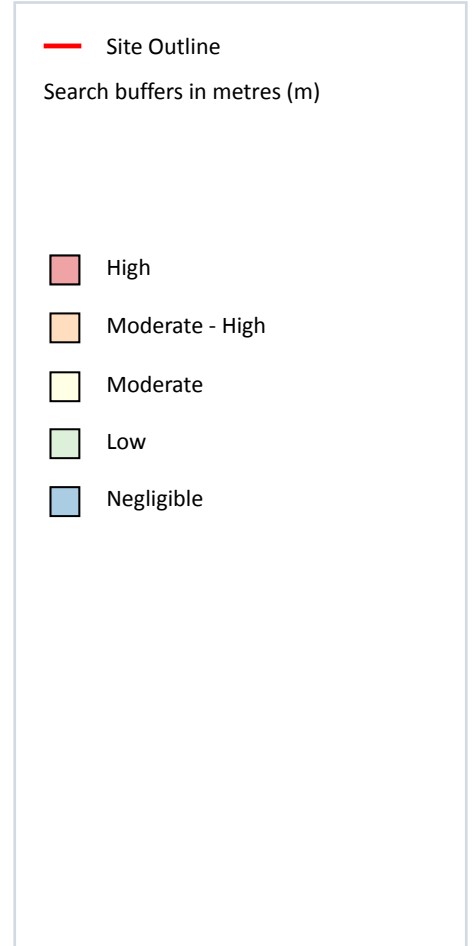 Site Outline
Search buffers in metres (m)
High
Moderate - High
Moderate
Low
Negligible